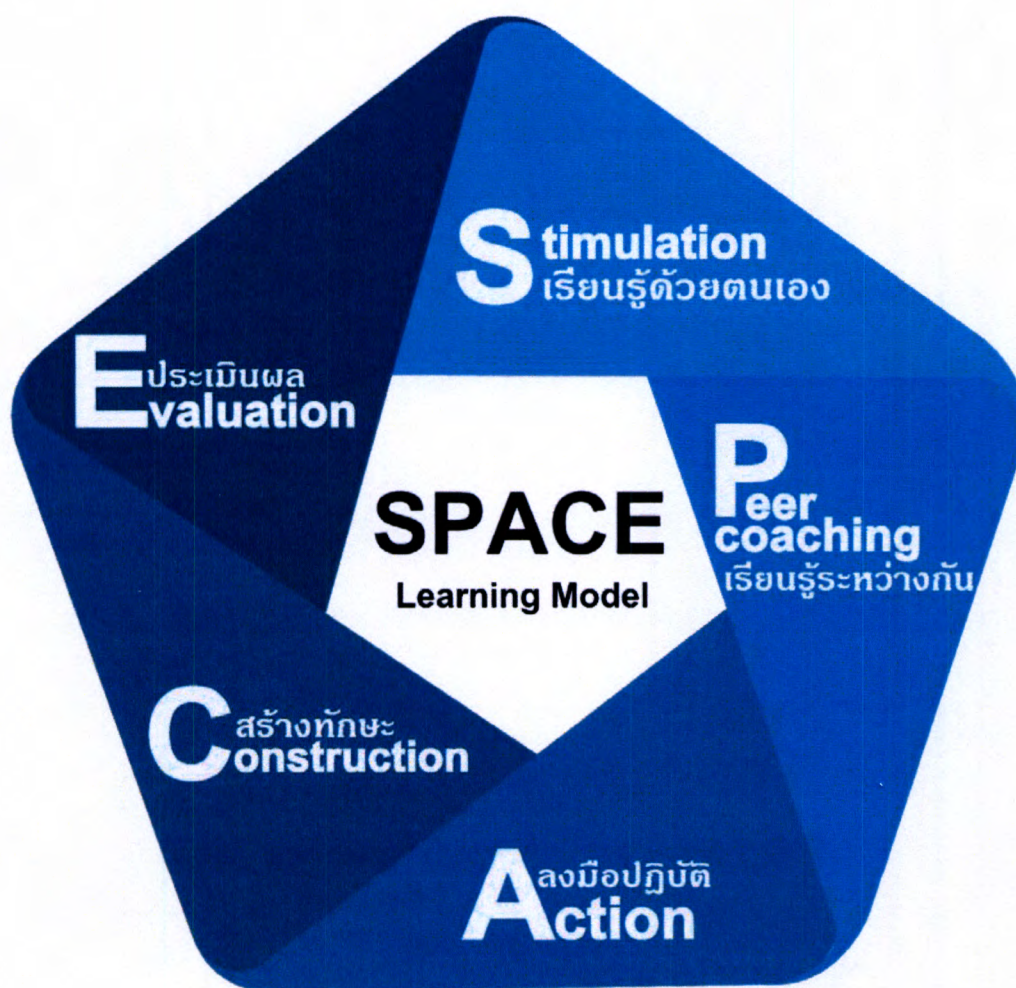 Stimulation
เรียนรู้ด้วยตนเอง
Peer
coaching
เรียนรู้ระหว่างกัน
ลงมือปฏิบัติ
Action
สร้างทักษะ
Construction
ประเมินผล
Evaluation
SPACE
Learning Model